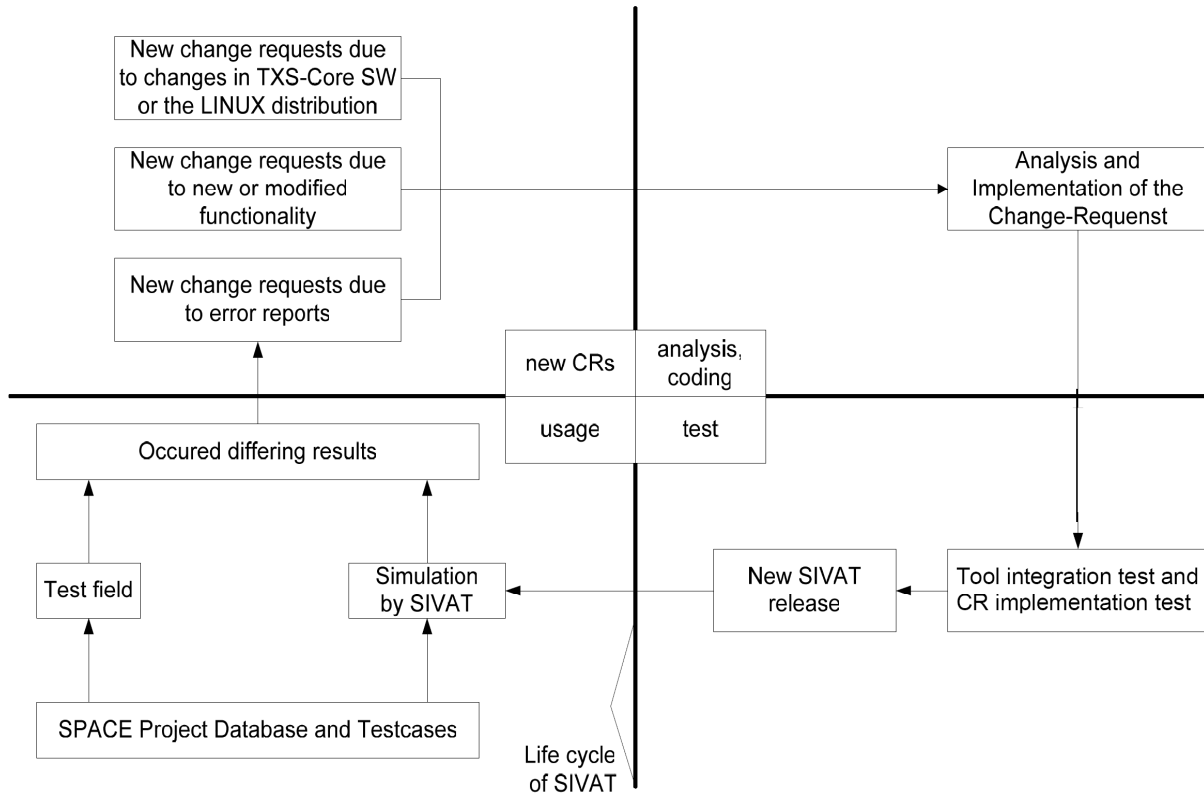 New change requests due
to changes in TXS-Core SW
or the LINUX distribution
New change requests due
to new or modified
functionality
Analysis and
Implementation of the
Change-Requenst
New change requests due
to error reports
new CRs
analysis,
coding
usage
test
Occured differing results
Test field
Simulation
by SIVAT
New SIVAT
release
Tool integration test and
CR implementation test
SPACE Project Database and Testcases
Life cycle
of SIVAT